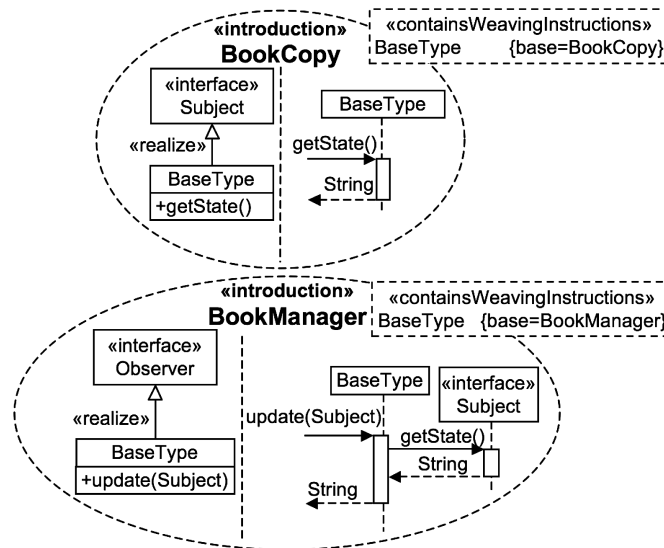 «introduction»
BookCopy
«containsWeavingInstructions»
BaseType {base=BookCopy}
«interface»
Subject
«realize»
BaseType
+getState()
BaseType
getState()
String
«introduction»
BookManager
«containsWeavingInstructions»
BaseType {base=BookManager}
«interface»
Observer
«realize»
BaseType
+update(Subject)
BaseType
«interface»
Subject
update(Subject)
getState()
String
String